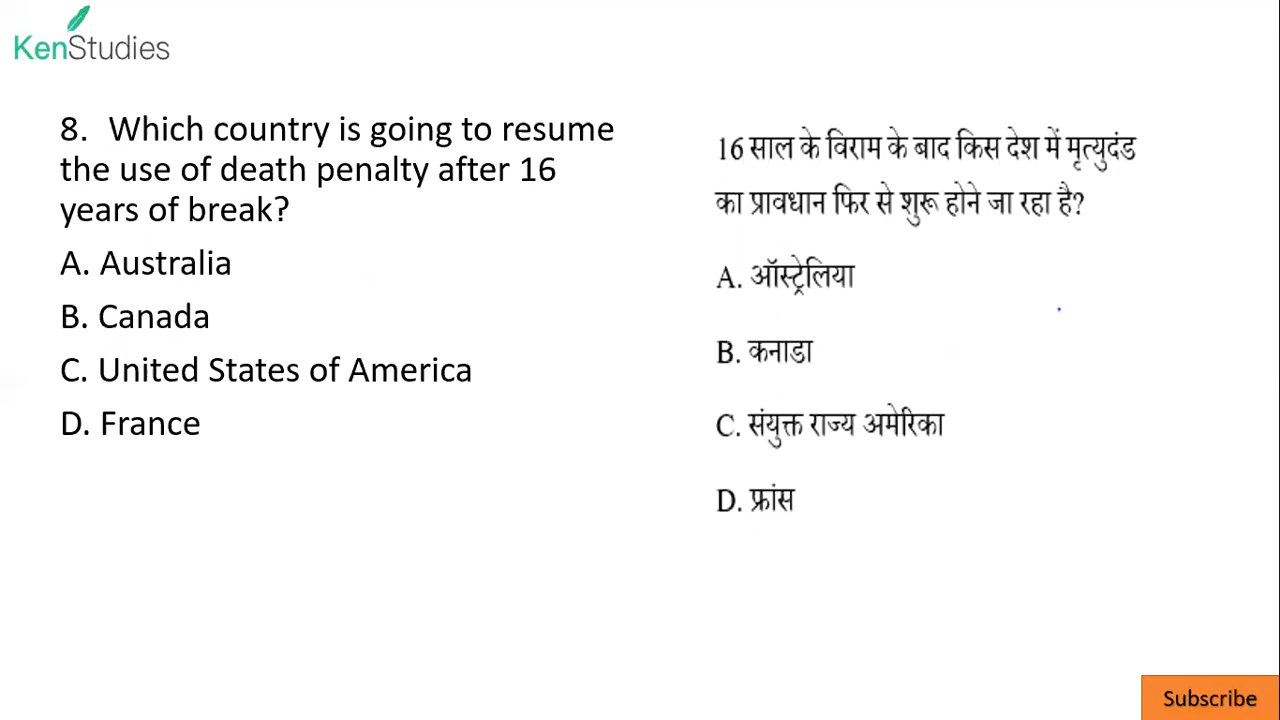 KenStudies
8. Which country is going to resume
the use of death penalty after 16
years of break?
A. Australia
B. Canada
C. United States of America
D. France
16 साल के विराम के बाद किस देश में मृत्युदंड
का प्रावधान फिर से शुरू होने जा रहा है?
A. ऑस्ट्रेलिया
B. कनाडा
C. संयुक्त राज्य अमेरिका
D. फ्रांस
Subscribe